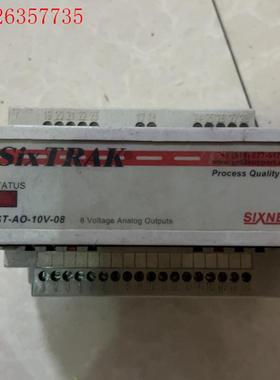 26357735
SixTRAK
Process Quality
STATUS
ST-AO-10V-08
8 Voltage Analog Outputs
SIXNE